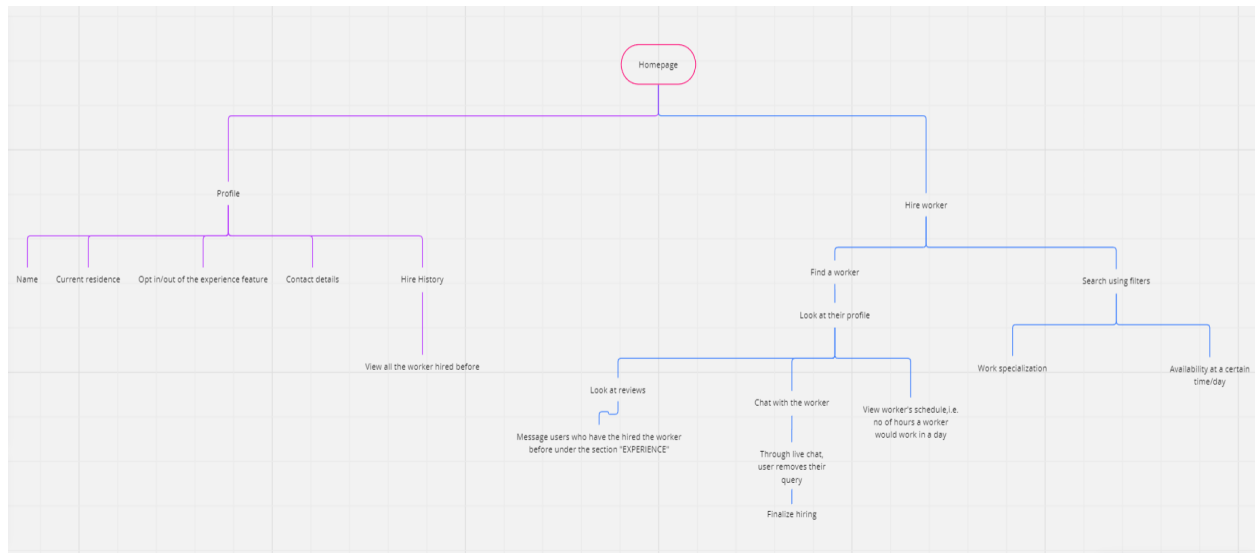 Homepage
Profile
Hire worker
Name
Current residence
Opt in/out of the experience feature
Contact details
Hire History
View all the worker hired before
Find a worker
Search using filters
Look at their profile
Work specialization
Availability at a certain
time/day
Look at reviews
Message users who have the hired the worker
before under the section "EXPERIENCE"
Chat with the worker
Through live chat,
user removes their
query
Finalize hiring
View worker's schedule,i.e.
no of hours a worker
would work in a day